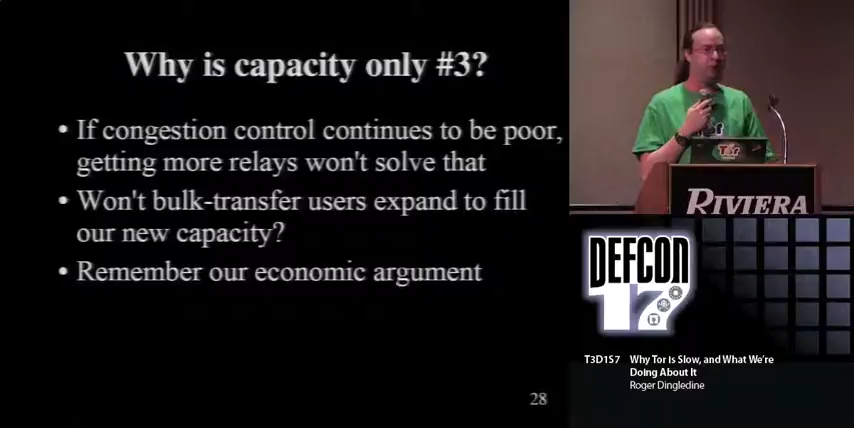 Why is capacity only #3?
• If congestion control continues to be poor,
getting more relays won't solve that
• Won't bulk-transfer users expand to fill
our new capacity?
• Remember our economic argument
28
RIVIERA
DEFCON
17
T3D1S7 Why Tor is Slow, and What We're
Doing About It
Roger Dingledine